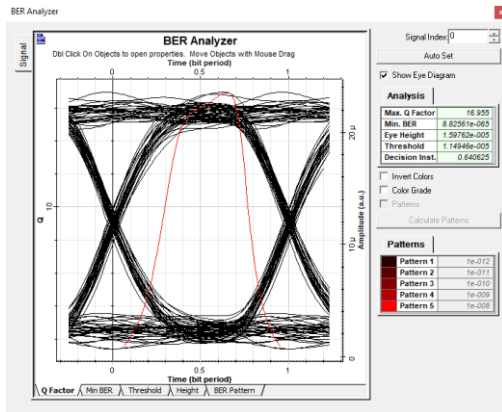 BER Analyzer
Signal Index: 0
Auto Set
Signal
BER Analyzer
Dbl Click On Objects to open properties. Move Objects with Mouse Drag
Time (bit period)
0 0.5 1
Show Eye Diagram
Analysis
Max. Q Factor 16.955
Min. BER 8.82561e-065
Eye Height 1.59762e-005
Threshold 1.14946e-005
Decision Inst. 0.640625
Q
10
Amplitude (a.u.)
20 µ
10 µ
0
Invert Colors
Color Grade
Patterns
Calculate Patterns
Patterns
Pattern 1 1e-012
Pattern 2 1e-011
Pattern 3 1e-010
Pattern 4 1e-009
Pattern 5 1e-008
0 0.5 1
Time (bit period)
Q Factor Min BER Threshold Height BER Pattern